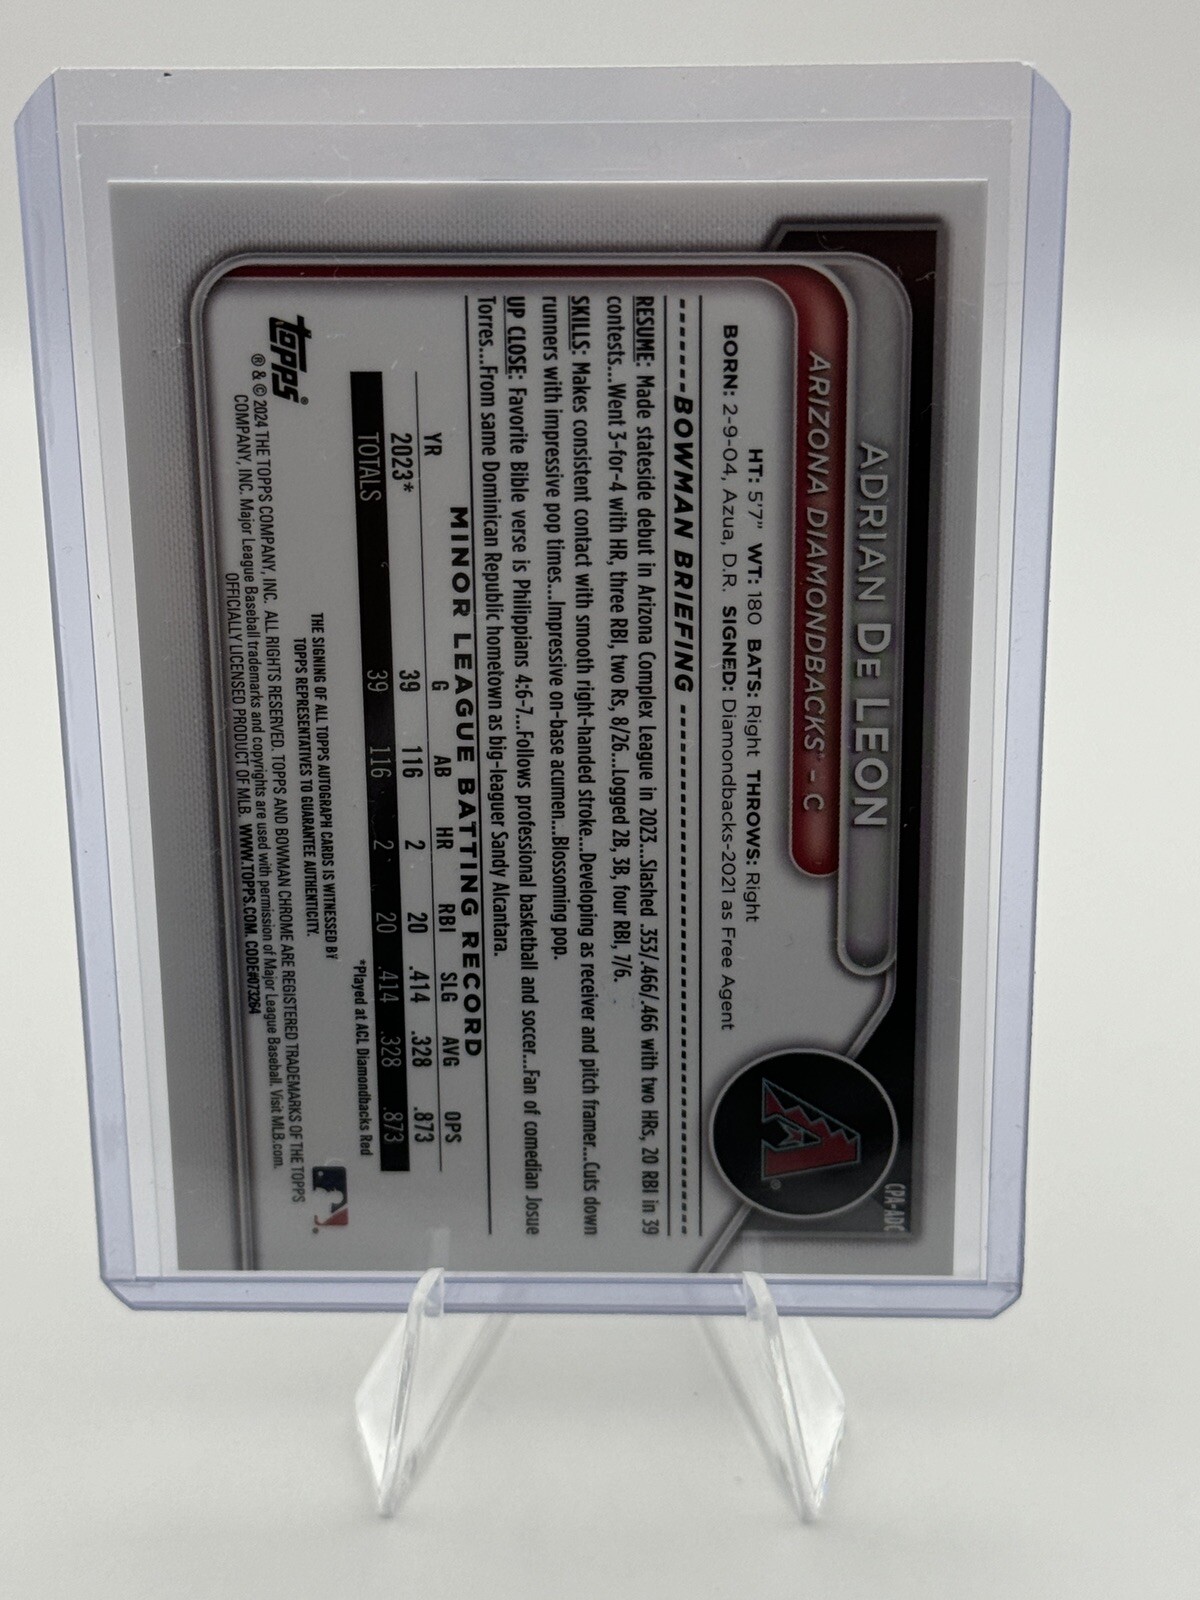 CPA-ADC
ADRIAN DE LEON
ARIZONA DIAMONDBACKS® - C
HT: 5'7" WT: 180 BATS: Right THROWS: Right
BORN: 2-9-04, Azua, D.R. SIGNED: Diamondbacks-2021 as Free Agent
BOWMAN BRIEFING
RESUME: Made stateside debut in Arizona Complex League in 2023...Slashed .353/.466/.466 with two HRs, 20 RBI in 39
contests...Went 3-for-4 with HR, three RBI, two Rs, 8/26...Logged 2B, 3B, four RBI, 7/6.
SKILLS: Makes consistent contact with smooth right-handed stroke...Developing as receiver and pitch framer...Cuts down
runners with impressive pop times...Impressive on-base acumen...Blossoming pop.
UP CLOSE: Favorite Bible verse is Philippians 4:6-7...Follows professional basketball and soccer...Fan of comedian Josue
Torres...From same Dominican Republic hometown as big-leaguer Sandy Alcantara.
MINOR LEAGUE BATTING RECORD
YR G AB HR RBI SLG AVG OPS
2023* 39 116 2 20 .414 .328 .873
TOTALS 39 116 2 20 .414 .328 .873
*Played at ACL Diamondbacks Red
THE SIGNING OF ALL TOPPS AUTOGRAPH CARDS IS WITNESSED BY
TOPPS REPRESENTATIVES TO GUARANTEE AUTHENTICITY.
topps®
® & © 2024 THE TOPPS COMPANY, INC. ALL RIGHTS RESERVED. TOPPS AND BOWMAN CHROME ARE REGISTERED TRADEMARKS OF THE TOPPS
COMPANY, INC. Major League Baseball trademarks and copyrights are used with permission of Major League Baseball. Visit MLB.com.
OFFICIALLY LICENSED PRODUCT OF MLB. WWW.TOPPS.COM. CODE#073264